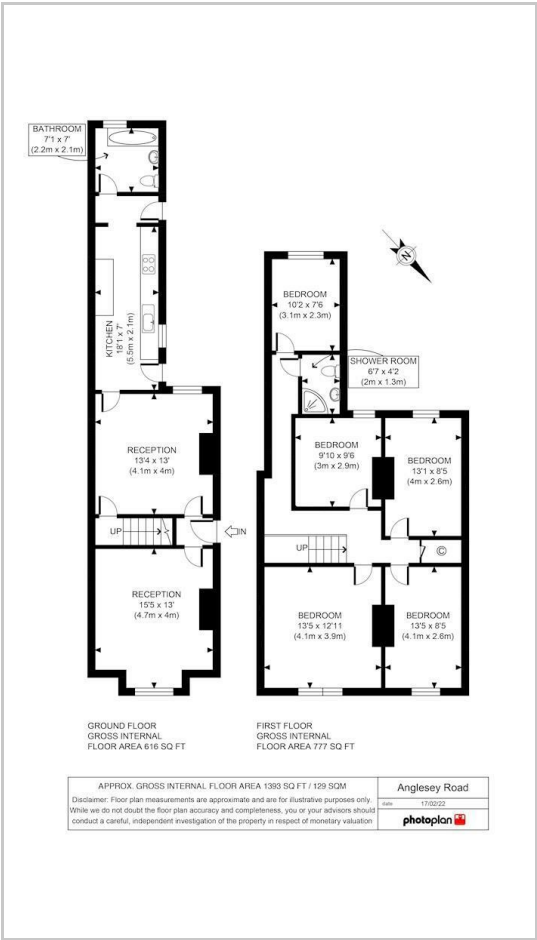 BATHROOM
7'1 x 7'
(2.2m x 2.1m)
KITCHEN
18'1 x 7'
(5.5m x 2.1m)
BEDROOM
10'2 x 7'6
(3.1m x 2.3m)
N
SHOWER ROOM
6'7 x 4'2
(2m x 1.3m)
RECEPTION
13'4 x 13'
(4.1m x 4m)
BEDROOM
9'10 x 9'6
(3m x 2.9m)
BEDROOM
13'1 x 8'5
(4m x 2.6m)
UP
IN
UP
C
RECEPTION
15'5 x 13'
(4.7m x 4m)
BEDROOM
13'5 x 12'11
(4.1m x 3.9m)
BEDROOM
13'5 x 8'5
(4.1m x 2.6m)
GROUND FLOOR
GROSS INTERNAL
FLOOR AREA 616 SQ FT
FIRST FLOOR
GROSS INTERNAL
FLOOR AREA 777 SQ FT
APPROX. GROSS INTERNAL FLOOR AREA 1393 SQ FT / 129 SQM
Disclaimer: Floor plan measurements are approximate and are for illustrative purposes only.
While we do not doubt the floor plan accuracy and completeness, you or your advisors should
conduct a careful, independent investigation of the property in respect of monetary valuation
Anglesey Road
date 17/02/22
photoplan